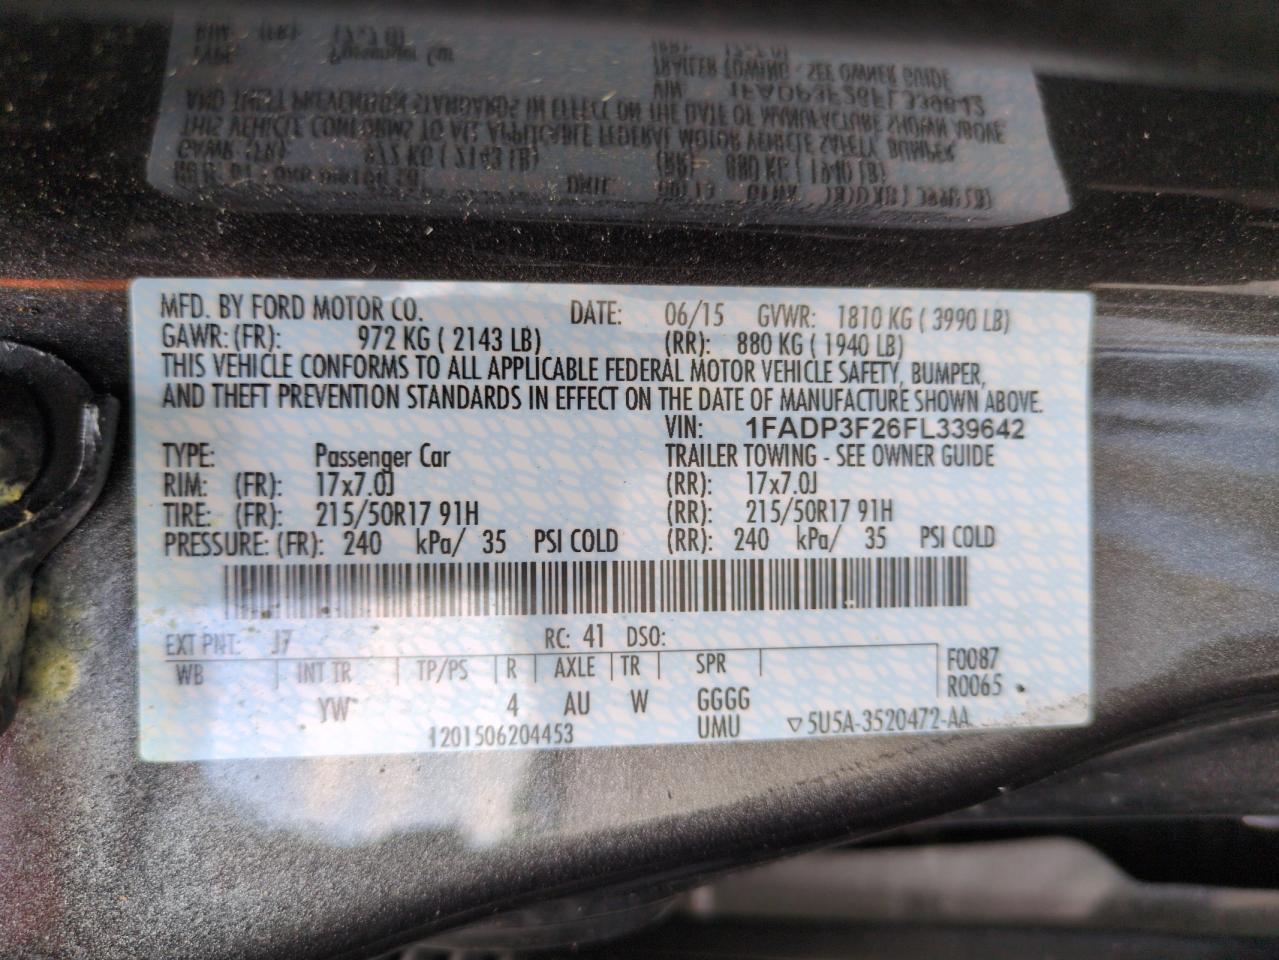 MFD. BY FORD MOTOR CO. DATE: 06/15 GVWR: 1810 KG ( 3990 LB)
GAWR: (FR): 972 KG ( 2143 LB) (RR): 880 KG ( 1940 LB)
THIS VEHICLE CONFORMS TO ALL APPLICABLE FEDERAL MOTOR VEHICLE SAFETY, BUMPER,
AND THEFT PREVENTION STANDARDS IN EFFECT ON THE DATE OF MANUFACTURE SHOWN ABOVE.
VIN: 1FADP3F26FL339642
TYPE: Passenger Car TRAILER TOWING - SEE OWNER GUIDE
RIM: (FR): 17x7.0J (RR): 17x7.0J
TIRE: (FR): 215/50R17 91H (RR): 215/50R17 91H
PRESSURE: (FR): 240 kPa/ 35 PSI COLD (RR): 240 kPa/ 35 PSI COLD
EXT PNT: J7 RC: 41 DSO:
WB INT TR TP/PS R AXLE TR SPR F0087
R0065
YW 4 AU W GGGG
1201506204453 UMU 5U5A-3520472-AA